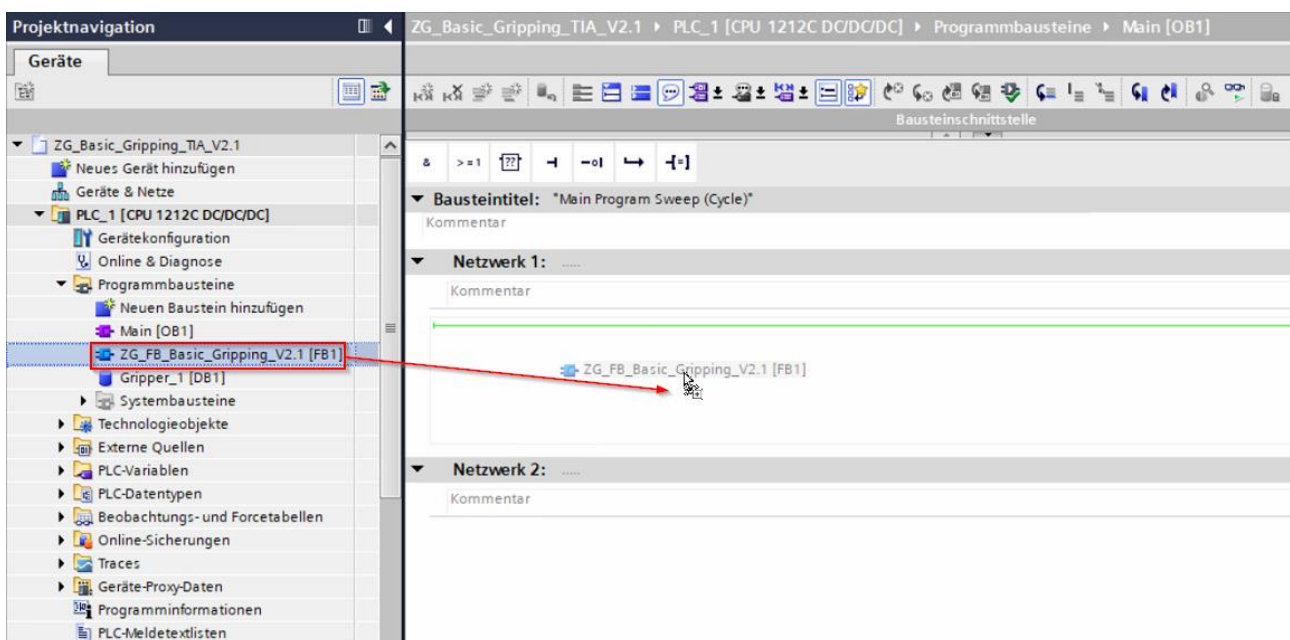 Projektnavigation
Geräte
ZG_Basic_Gripping_TIA_V2.1
Neues Gerät hinzufügen
Geräte & Netze
PLC_1 [CPU 1212C DC/DC/DC]
Gerätekonfiguration
Online & Diagnose
Programmbausteine
Neuen Baustein hinzufügen
Main [OB1]
ZG_FB_Basic_Gripping_V2.1 [FB1]
Gripper_1 [DB1]
Systembausteine
Technologieobjekte
Externe Quellen
PLC-Variablen
PLC-Datentypen
Beobachtungs- und Forcetabellen
Online-Sicherungen
Traces
Geräte-Proxy-Daten
Programminformationen
PLC-Meldetextlisten
ZG_Basic_Gripping_TIA_V2.1 PLC_1 [CPU 1212C DC/DC/DC] Programmbausteine Main [OB1]
Bausteinschnittstelle
& >=1 ??
Bausteintitel: "Main Program Sweep (Cycle)"
Kommentar
Netzwerk 1: .....
Kommentar
ZG_FB_Basic_Gripping_V2.1 [FB1]
Netzwerk 2: .....
Kommentar